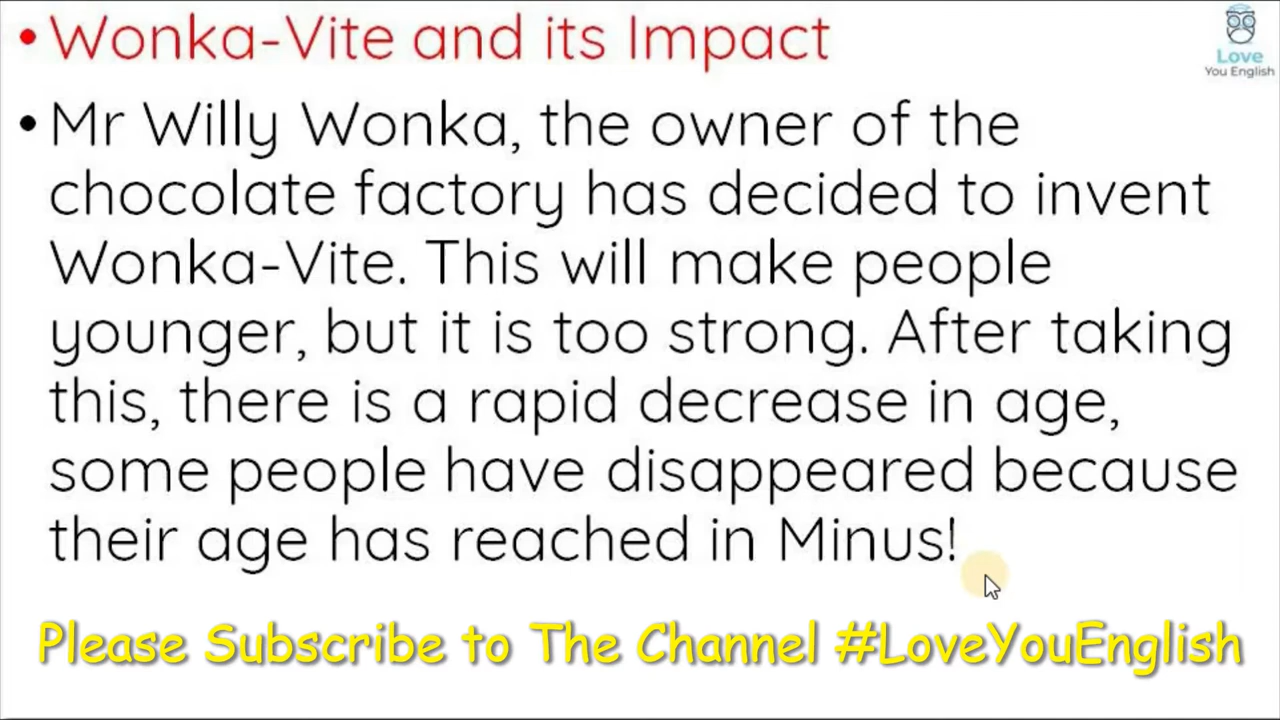 •Wonka-Vite and its Impact
Love
You English
•Mr Willy Wonka, the owner of the
chocolate factory has decided to invent
Wonka-Vite. This will make people
younger, but it is too strong. After taking
this, there is a rapid decrease in age,
some people have disappeared because
their age has reached in Minus!
Please Subscribe to The Channel #LoveYouEnglish